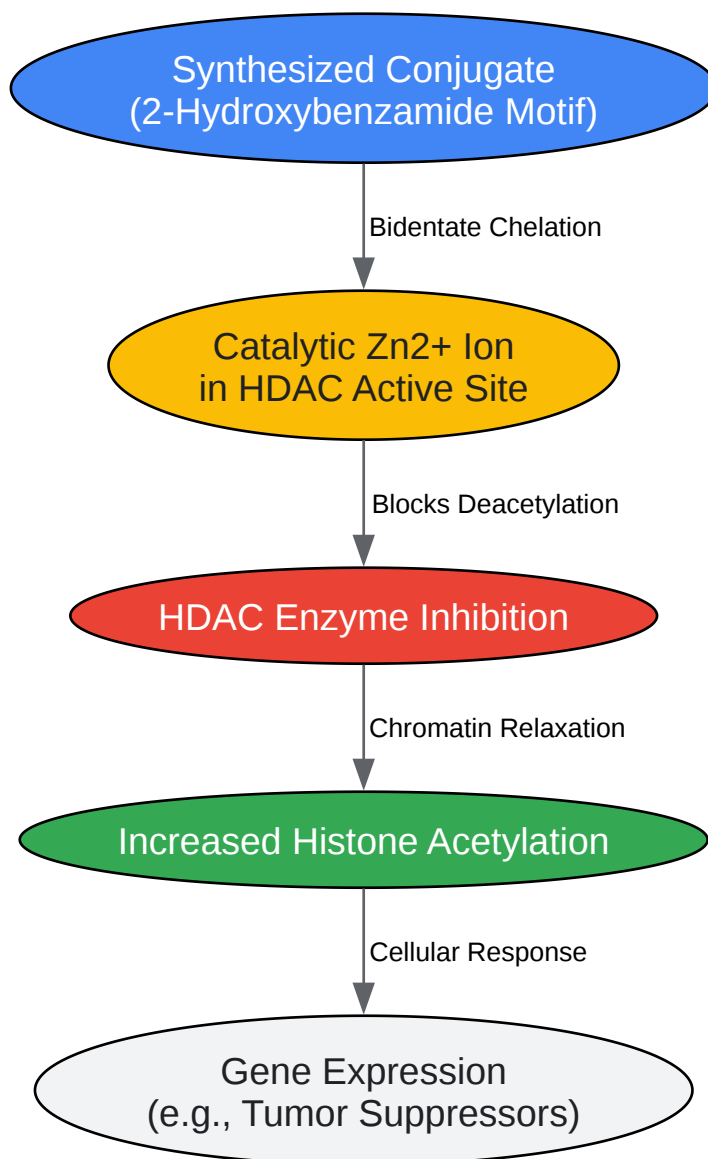 Synthesized Conjugate
(2-Hydroxybenzamide Motif)
Bidentate Chelation
Catalytic Zn2+ Ion
in HDAC Active Site
Blocks Deacetylation
HDAC Enzyme Inhibition
Chromatin Relaxation
Increased Histone Acetylation
Cellular Response
Gene Expression
(e.g., Tumor Suppressors)